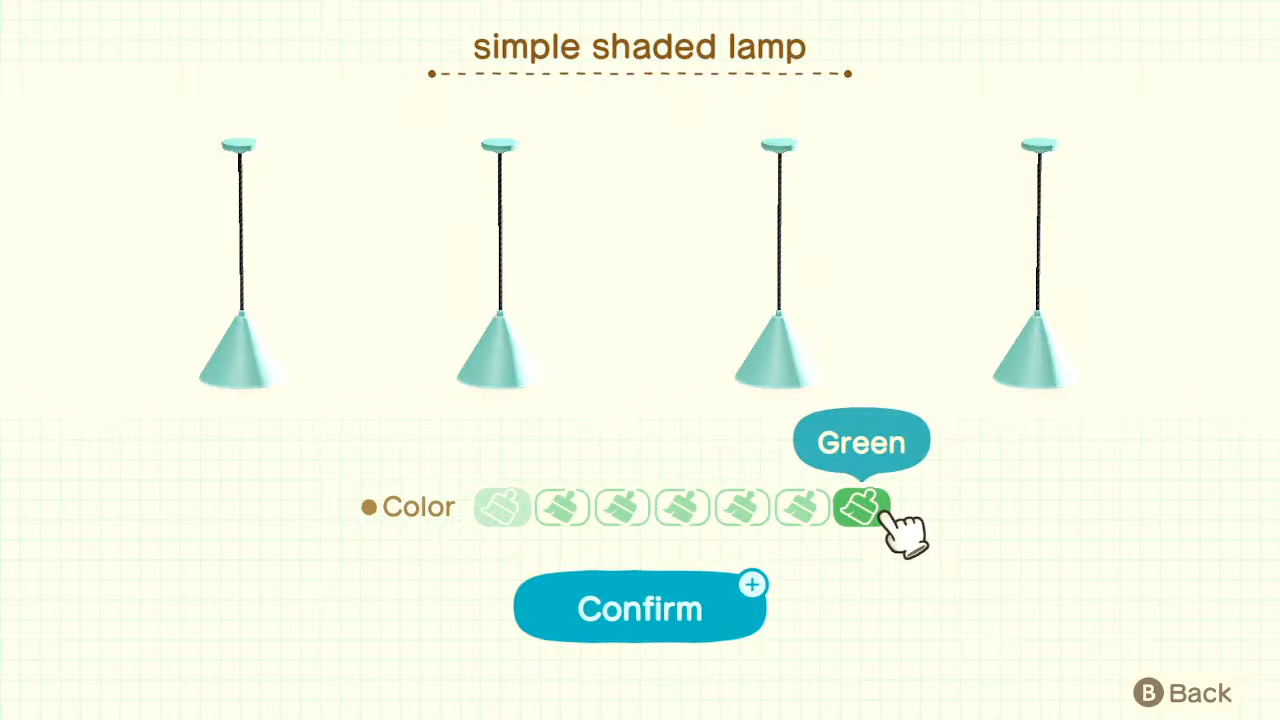 simple shaded lamp
Green
Color
Confirm
B Back